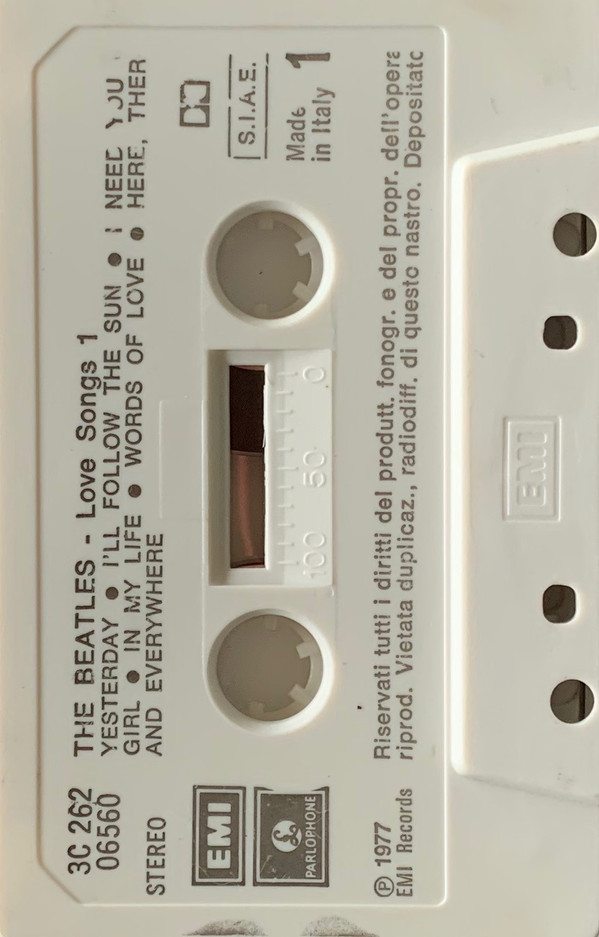 3C 262
06560
STEREO
THE BEATLES - Love Songs 1
YESTERDAY ● I'LL FOLLOW THE SUN ● I NEED YOU
GIRL ● IN MY LIFE ● WORDS OF LOVE ● HERE, THER
AND EVERYWHERE
S.I.A.E.
Made
in Italy
1
EMI
PARLOPHONE
100 50 0
℗ 1977
EMI Records
Riservati tutti i diritti del produtt. fonogr. e del propr. dell'opera
riprod. Vietata duplicaz., radiodiff. di questo nastro. Depositato
EMI